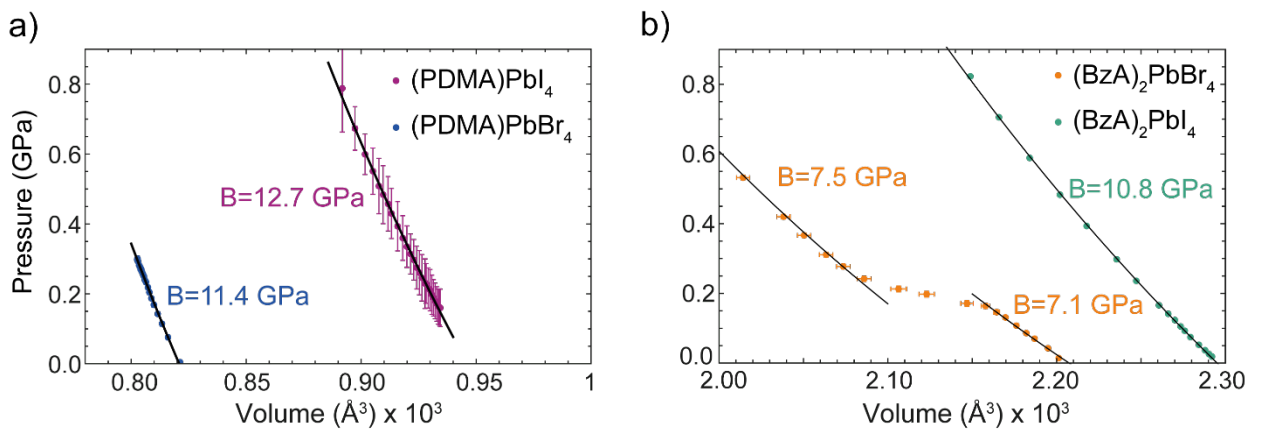 a)
Pressure (GPa)
0.8
0.6
0.4
0.2
0.0
(PDMA)PbI₄
(PDMA)PbBr₄
B=12.7 GPa
B=11.4 GPa
0.80
0.85
0.90
0.95
1
Volume (Å³) x 10³
b)
0.8
0.6
0.4
0.2
0.0
(BzA)₂PbBr₄
(BzA)₂PbI₄
B=7.5 GPa
B=10.8 GPa
B=7.1 GPa
2.00
2.10
2.20
2.30
Volume (Å³) x 10³